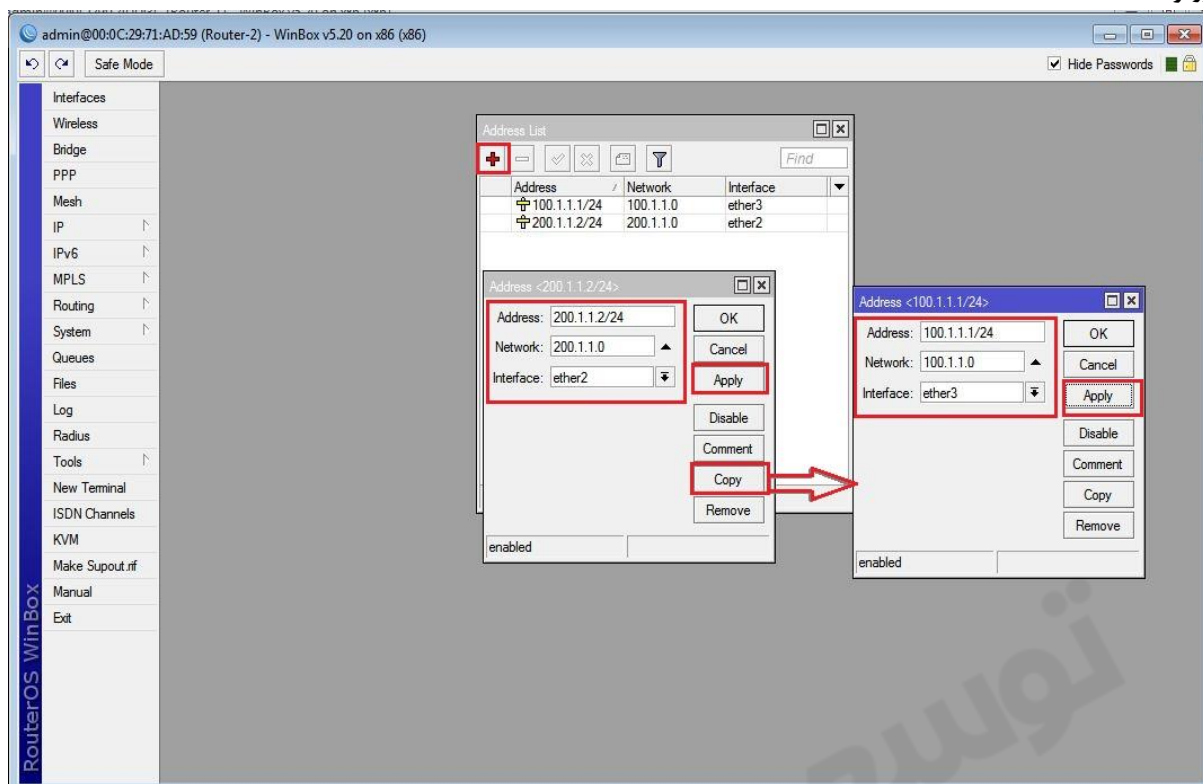 admin@00:0C:29:71:AD:59 (Router-2) - WinBox v5.20 on x86 (x86)
Safe Mode
Hide Passwords
Interfaces
Wireless
Bridge
PPP
Mesh
IP
IPv6
MPLS
Routing
System
Queues
Files
Log
Radius
Tools
New Terminal
ISDN Channels
KVM
Make Supout.rif
Manual
Exit
RouterOS WinBox
Address List
Find
Address Network Interface
100.1.1.1/24 100.1.1.0 ether3
200.1.1.2/24 200.1.1.0 ether2
Address <200.1.1.2/24>
Address: 200.1.1.2/24 OK
Network: 200.1.1.0 Cancel
Interface: ether2 Apply
Disable
Comment
Copy
Remove
enabled
Address <100.1.1.1/24>
Address: 100.1.1.1/24 OK
Network: 100.1.1.0 Cancel
Interface: ether3 Apply
Disable
Comment
Copy
Remove
enabled